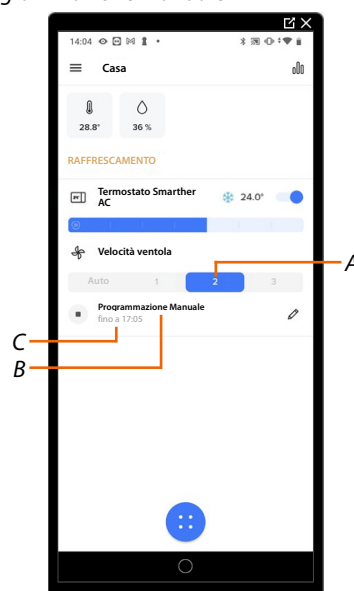 14:04
Casa
28.8° 36 %
RAFFRESCAMENTO
Termostato Smarther
AC
24.0°
Velocità ventola
Auto 1 2 3
A
Programmazione Manuale
fino a 17:05
C
B